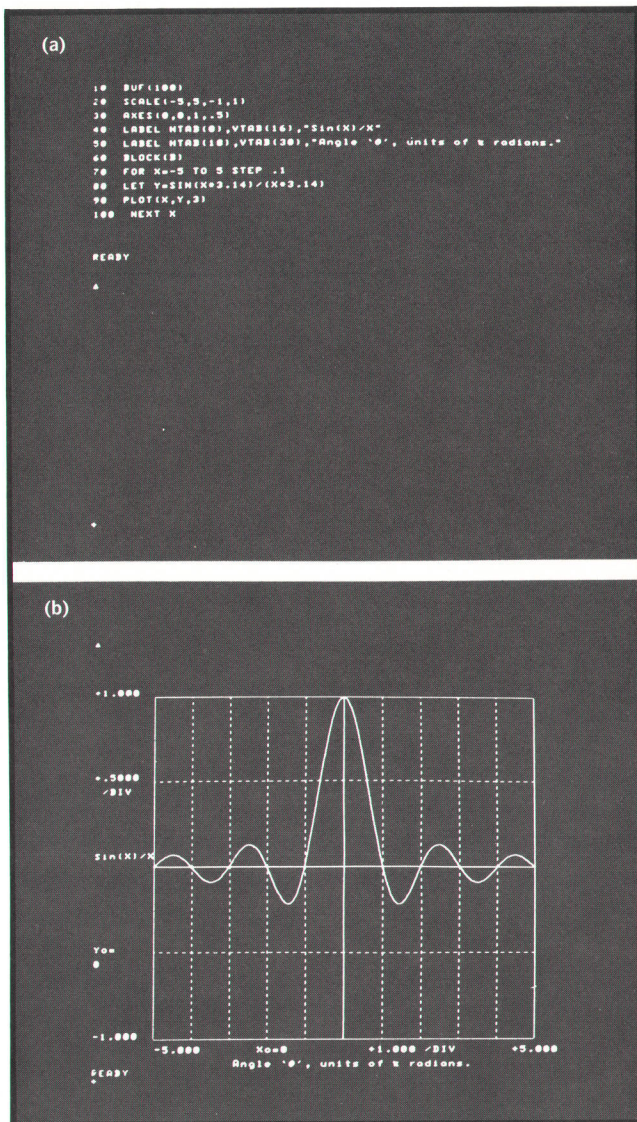 (a)
10 BUF(100)
20 SCALE(-5,5,-1,1)
30 AXES(0,0,1,.5)
40 LABEL HTAB(0),VTAB(16),"Sin(X)/X"
50 LABEL HTAB(10),VTAB(30),"Angle '0', units of π radians."
60 BLOCK(B)
70 FOR X=-5 TO 5 STEP .1
80 LET Y=SIN(X*3.14)/(X*3.14)
90 PLOT(X,Y,3)
100 NEXT X
READY
(b)
+1.000
+.5000
/DIV
Sin(X)/X
Yo=
0
-1.000
-5.000 Xo=0 +1.000 /DIV +5.000
Angle '0', units of π radians.
READY